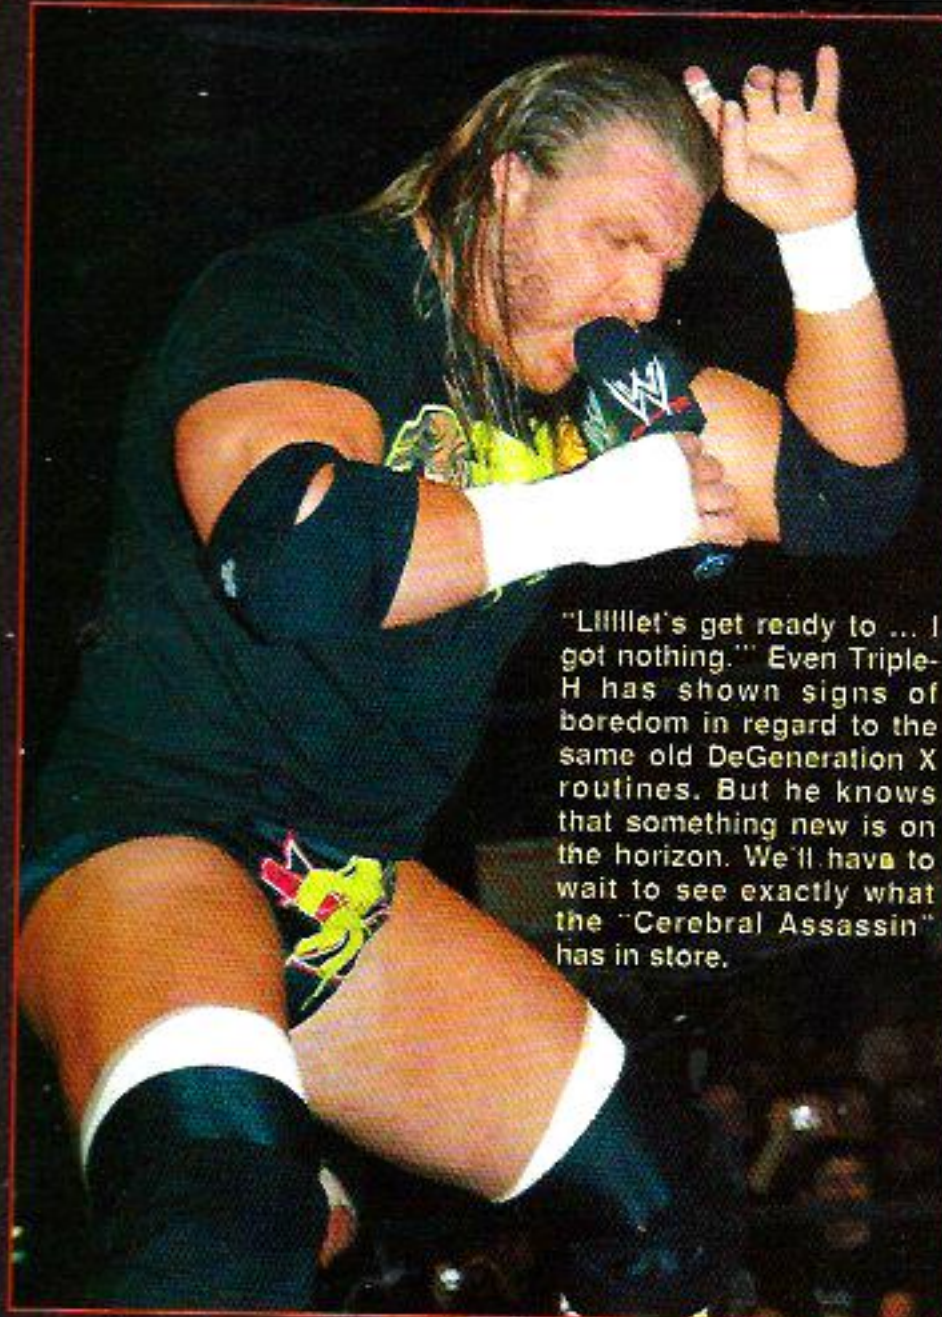 "Lllllllet's get ready to ... I
got nothing.'" Even Triple-
H has shown signs of
boredom in regard to the
same old DeGeneration X
routines. But he knows
that something new is on
the horizon. We'll have to
wait to see exactly what
the "Cerebral Assassin"
has in store.